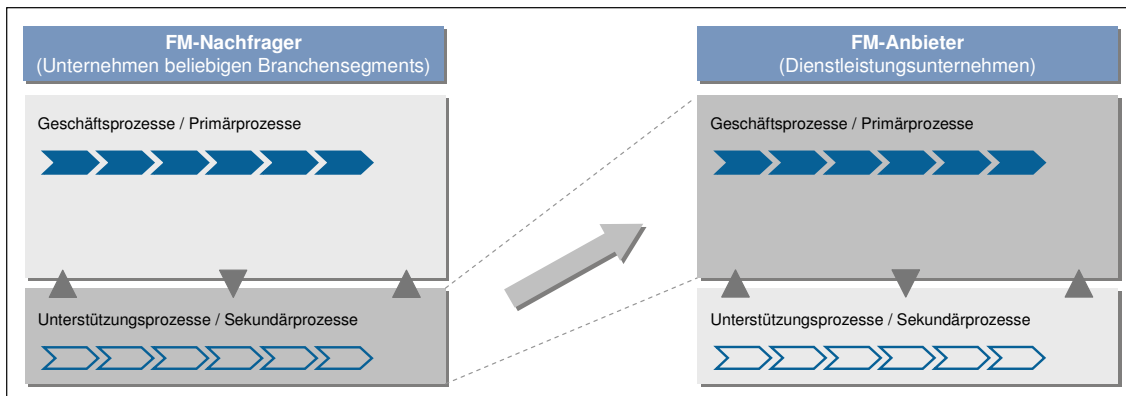 FM-Nachfrager
(Unternehmen beliebigen Branchensegments)
Geschäftsprozesse / Primärprozesse
Unterstützungsprozesse / Sekundärprozesse
FM-Anbieter
(Dienstleistungsunternehmen)
Geschäftsprozesse / Primärprozesse
Unterstützungsprozesse / Sekundärprozesse